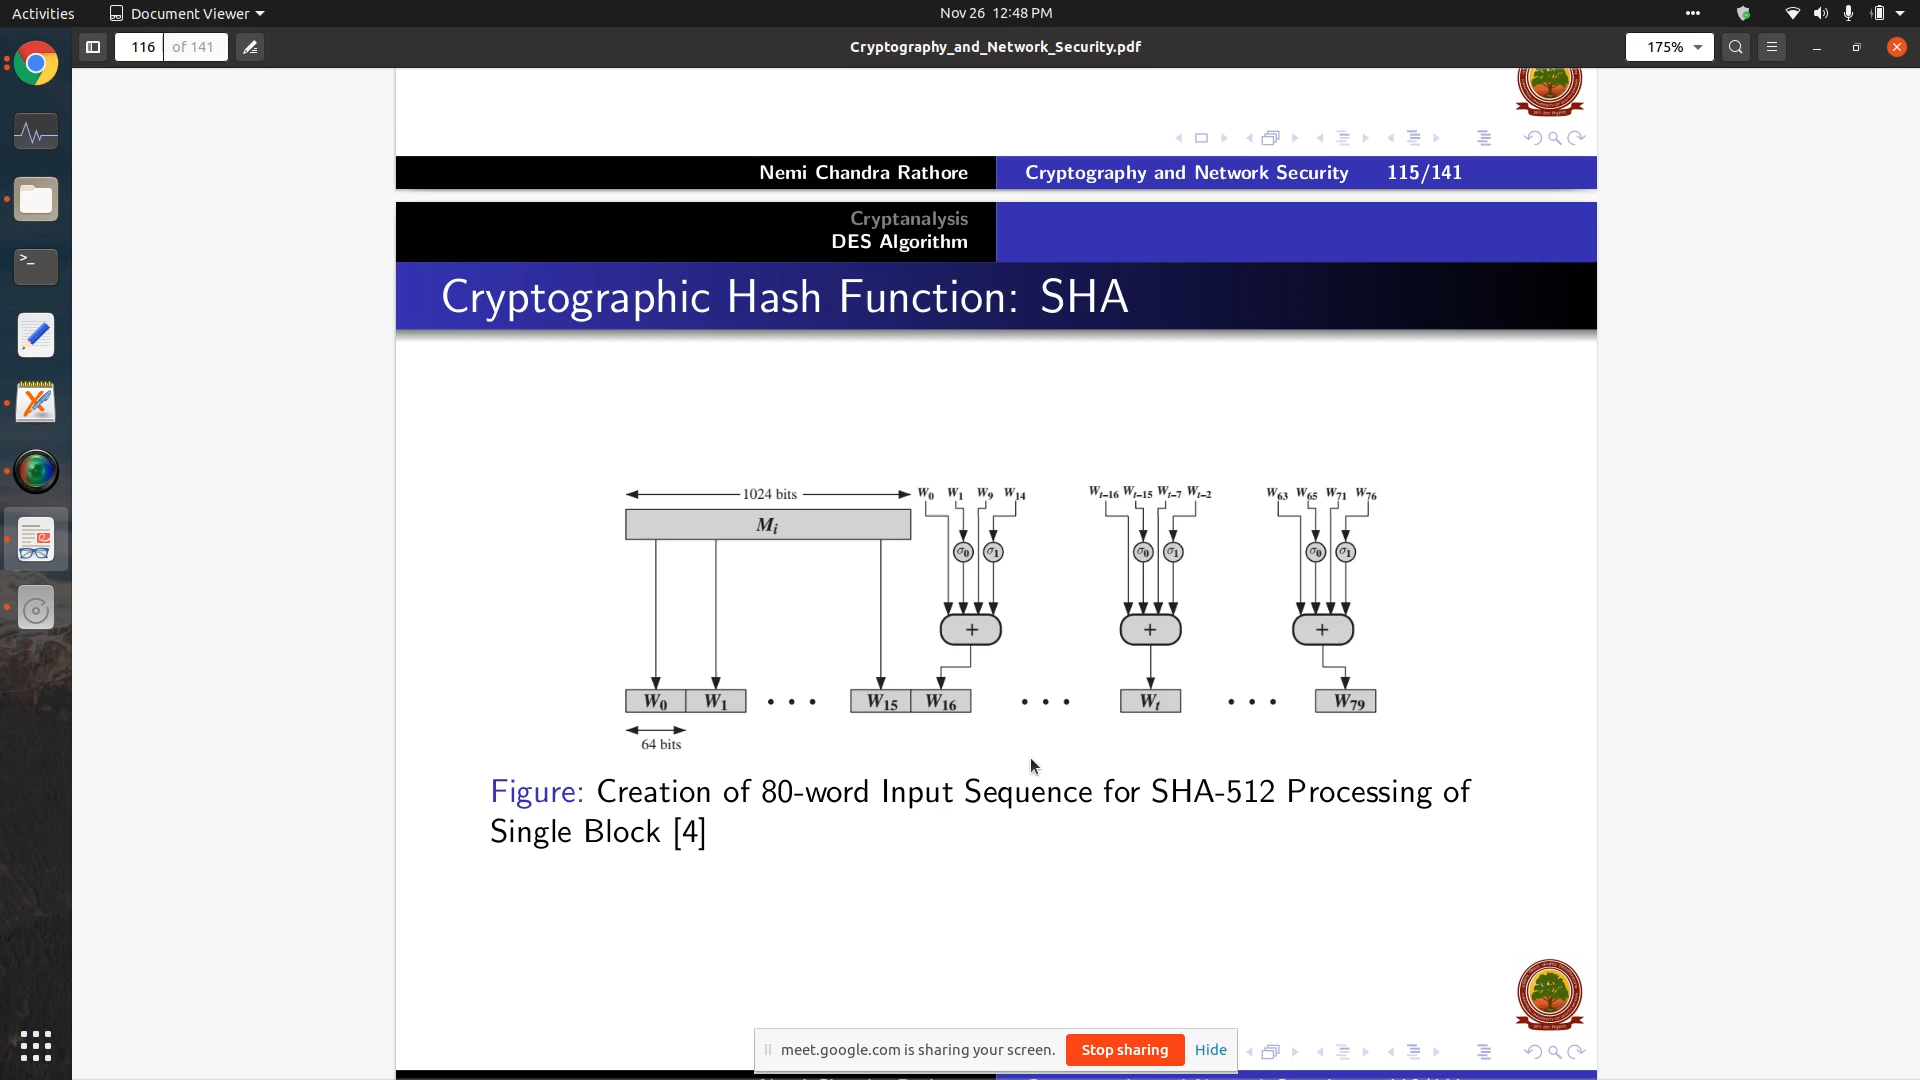 Activities Document Viewer Nov 26 12:48 PM
116 of 141 Cryptography_and_Network_Security.pdf 175%
Nemi Chandra Rathore Cryptography and Network Security 115/141
Cryptanalysis
DES Algorithm
Cryptographic Hash Function: SHA
1024 bits W0 W1 W9 W14 Wt−16 Wt−15 Wt−7 Wt−2 W63 W65 W71 W76
Mi
σ0 σ1 σ0 σ1 σ0 σ1
+ + +
W0 W1 • • • W15 W16 • • • Wt • • • W79
64 bits
Figure: Creation of 80-word Input Sequence for SHA-512 Processing of
Single Block [4]
meet.google.com is sharing your screen. Stop sharing Hide